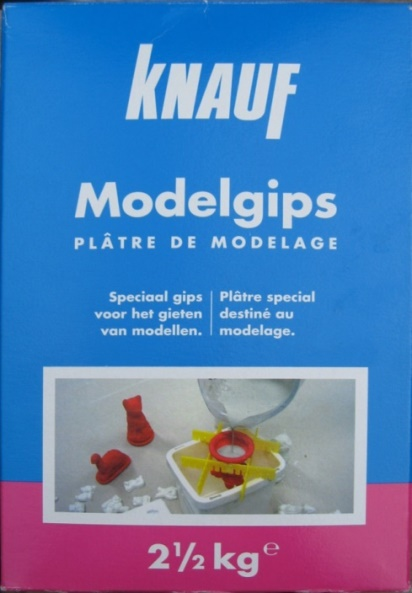 KNAUF
Modelgips
PLÂTRE DE MODELAGE
Speciaal gips
voor het gieten
van modellen.
Plâtre special
destiné au
modelage.
2½ kg ℮